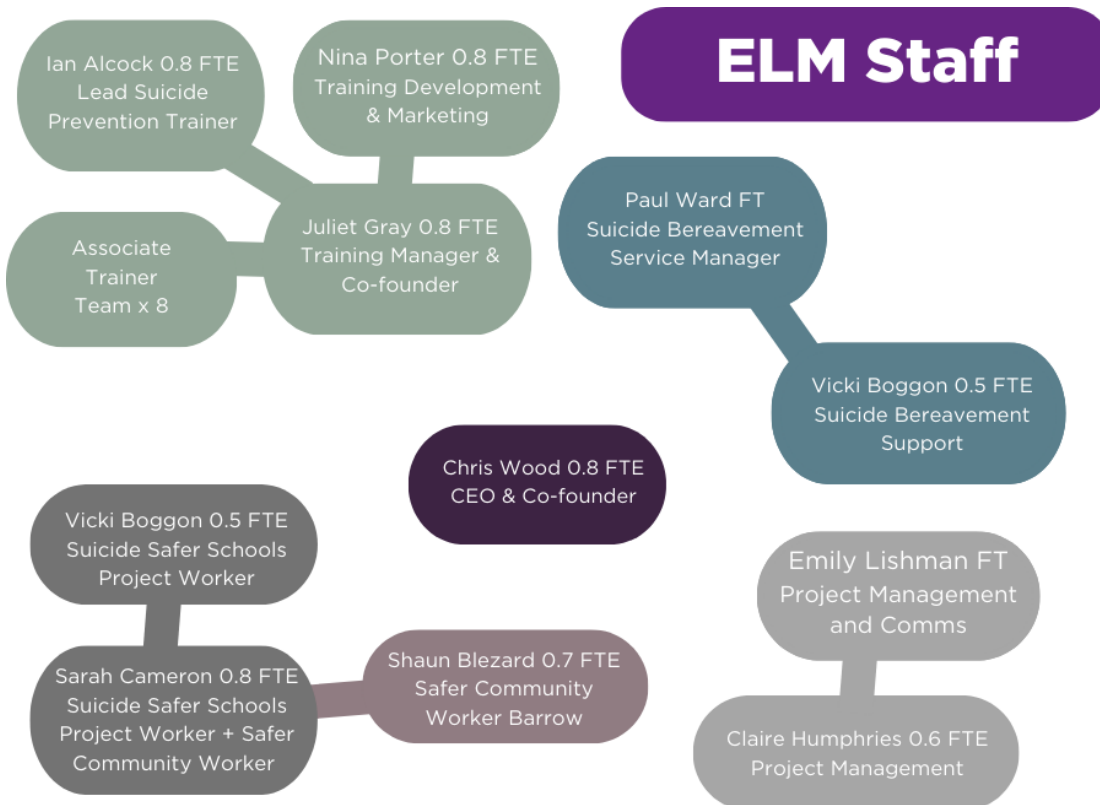 ELM Staff
Ian Alcock 0.8 FTE
Lead Suicide
Prevention Trainer
Nina Porter 0.8 FTE
Training Development
& Marketing
Associate
Trainer
Team x 8
Juliet Gray 0.8 FTE
Training Manager &
Co-founder
Paul Ward FT
Suicide Bereavement
Service Manager
Vicki Boggon 0.5 FTE
Suicide Bereavement
Support
Chris Wood 0.8 FTE
CEO & Co-founder
Vicki Boggon 0.5 FTE
Suicide Safer Schools
Project Worker
Sarah Cameron 0.8 FTE
Suicide Safer Schools
Project Worker + Safer
Community Worker
Shaun Blezard 0.7 FTE
Safer Community
Worker Barrow
Emily Lishman FT
Project Management
and Comms
Claire Humphries 0.6 FTE
Project Management